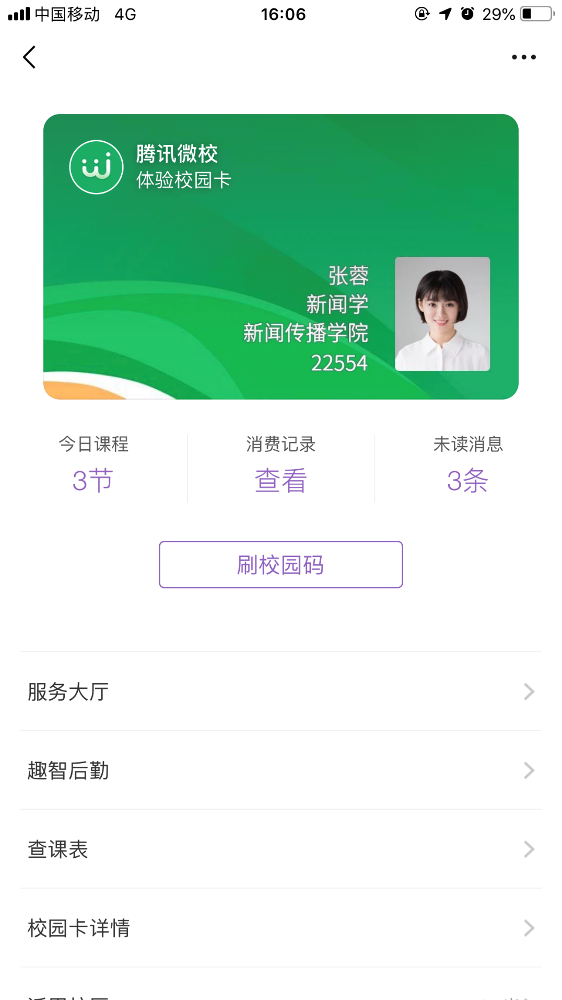 中国移动 4G 16:06 29%
腾讯微校
体验校园卡
张蓉
新闻学
新闻传播学院
22554
今日课程 消费记录 未读消息
3节 查看 3条
刷校园码
服务大厅
趣智后勤
查课表
校园卡详情